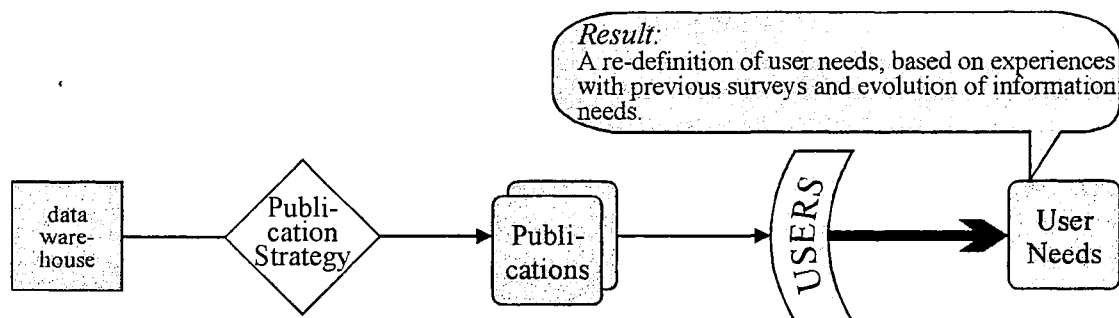 Result:
A re-definition of user needs, based on experiences
with previous surveys and evolution of information
needs.
data
ware-
house
Publi-
cation
Strategy
Publi-
cations
USERS
User
Needs